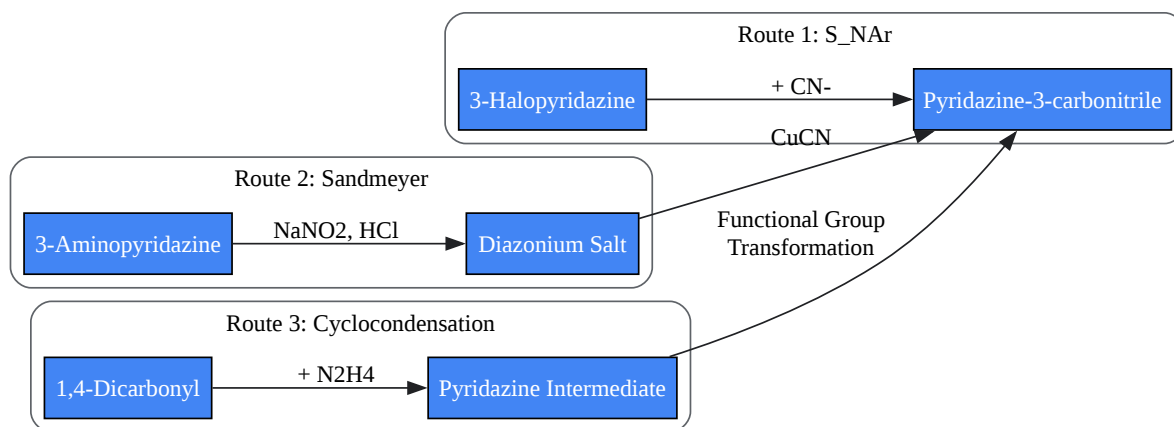 Route 1: S_NAr
3-Halopyridazine
+ CN-
Pyridazine-3-carbonitrile
CuCN
Route 2: Sandmeyer
3-Aminopyridazine
NaNO2, HCl
Diazonium Salt
Functional Group
Transformation
Route 3: Cyclocondensation
1,4-Dicarbonyl
+ N2H4
Pyridazine Intermediate